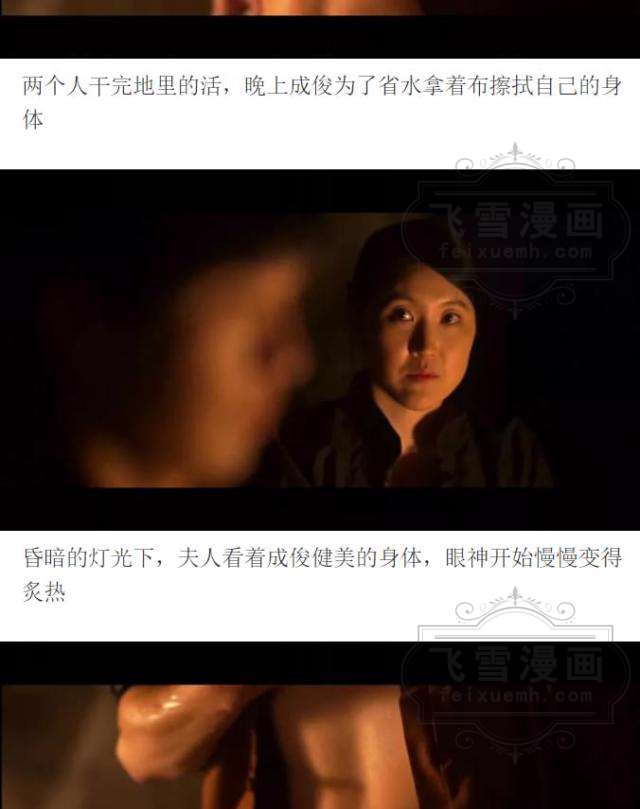 两个人干完地里的活，晚上成俊为了省水拿着布擦拭自己的身
体
飞雪漫画
feixuemh.com
昏暗的灯光下，夫人看着成俊健美的身体，眼神开始慢慢变得
炙热
飞雪漫画
feixuemh.com